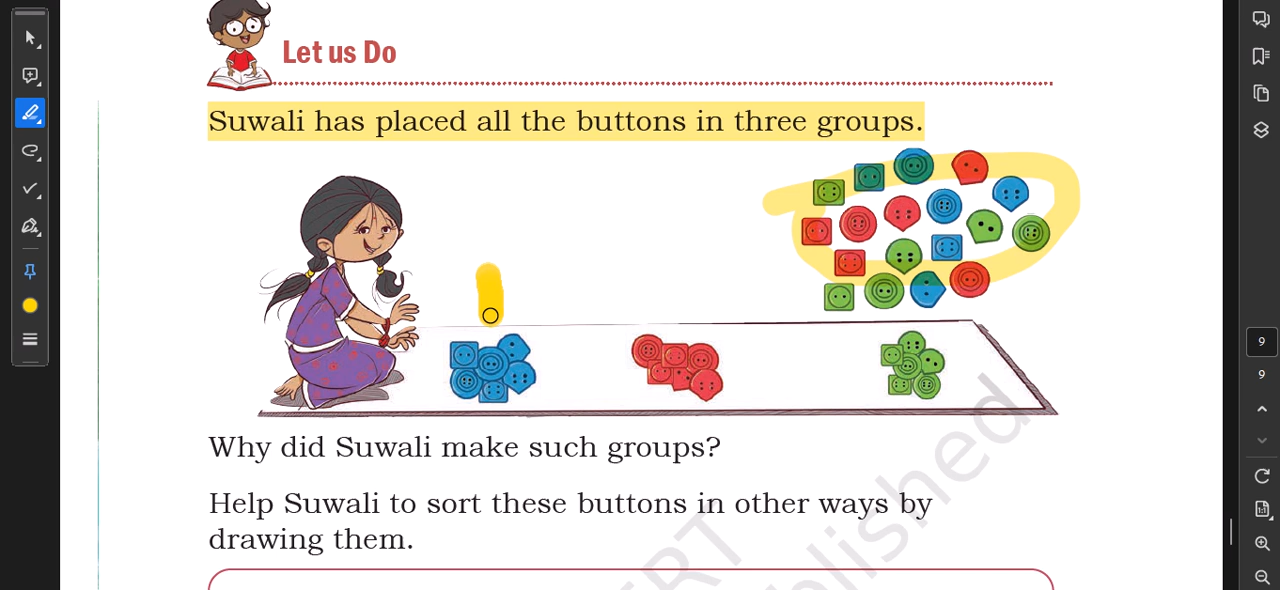 Let us Do
Suwali has placed all the buttons in three groups.
Why did Suwali make such groups?
Help Suwali to sort these buttons in other ways by
drawing them.
9
9